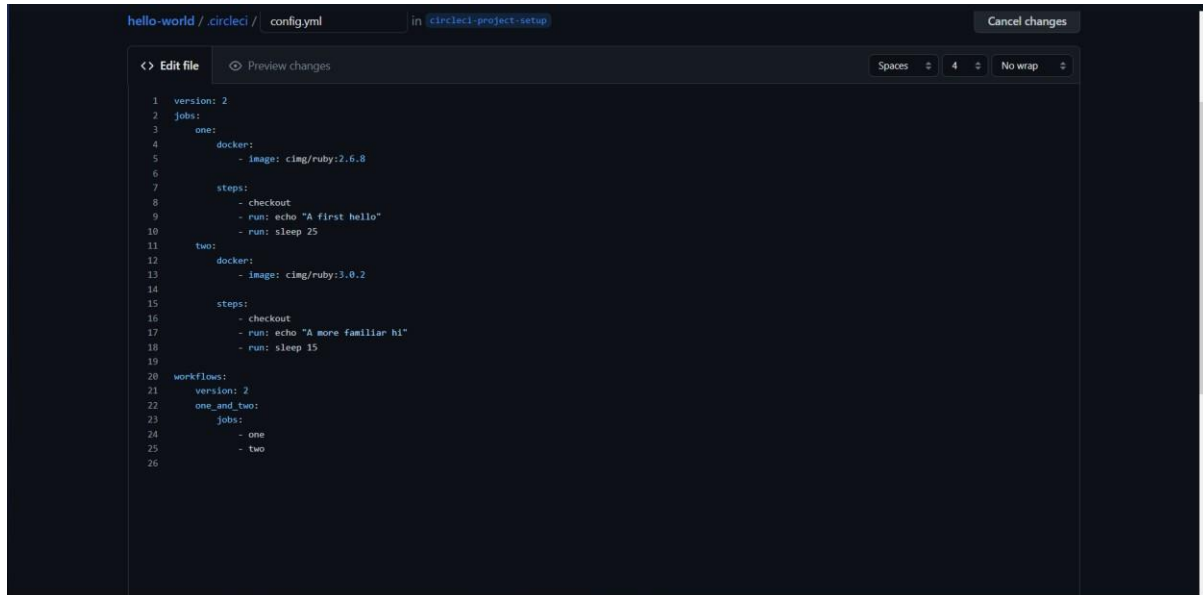 hello-world / .circleci / config.yml in circleci-project-setup Cancel changes
<> Edit file Preview changes Spaces 4 No wrap
1 version: 2
2 jobs:
3     one:
4         docker:
5             - image: cimg/ruby:2.6.8
6
7         steps:
8             - checkout
9             - run: echo "A first hello"
10             - run: sleep 25
11     two:
12         docker:
13             - image: cimg/ruby:3.0.2
14
15         steps:
16             - checkout
17             - run: echo "A more familiar hi"
18             - run: sleep 15
19
20 workflows:
21     version: 2
22     one_and_two:
23         jobs:
24             - one
25             - two
26